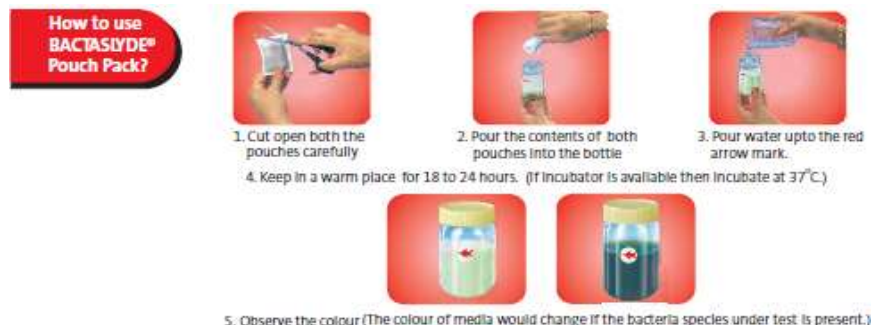 How to use
BACTASLYDE®
Pouch Pack?
1. Cut open both the
pouches carefully
2. Pour the contents of both
pouches into the bottle
3. Pour water upto the red
arrow mark.
4. Keep in a warm place for 18 to 24 hours. (If incubator is available then incubate at 37°C.)
5. Observe the colour (The colour of media would change if the bacteria species under test is present.)